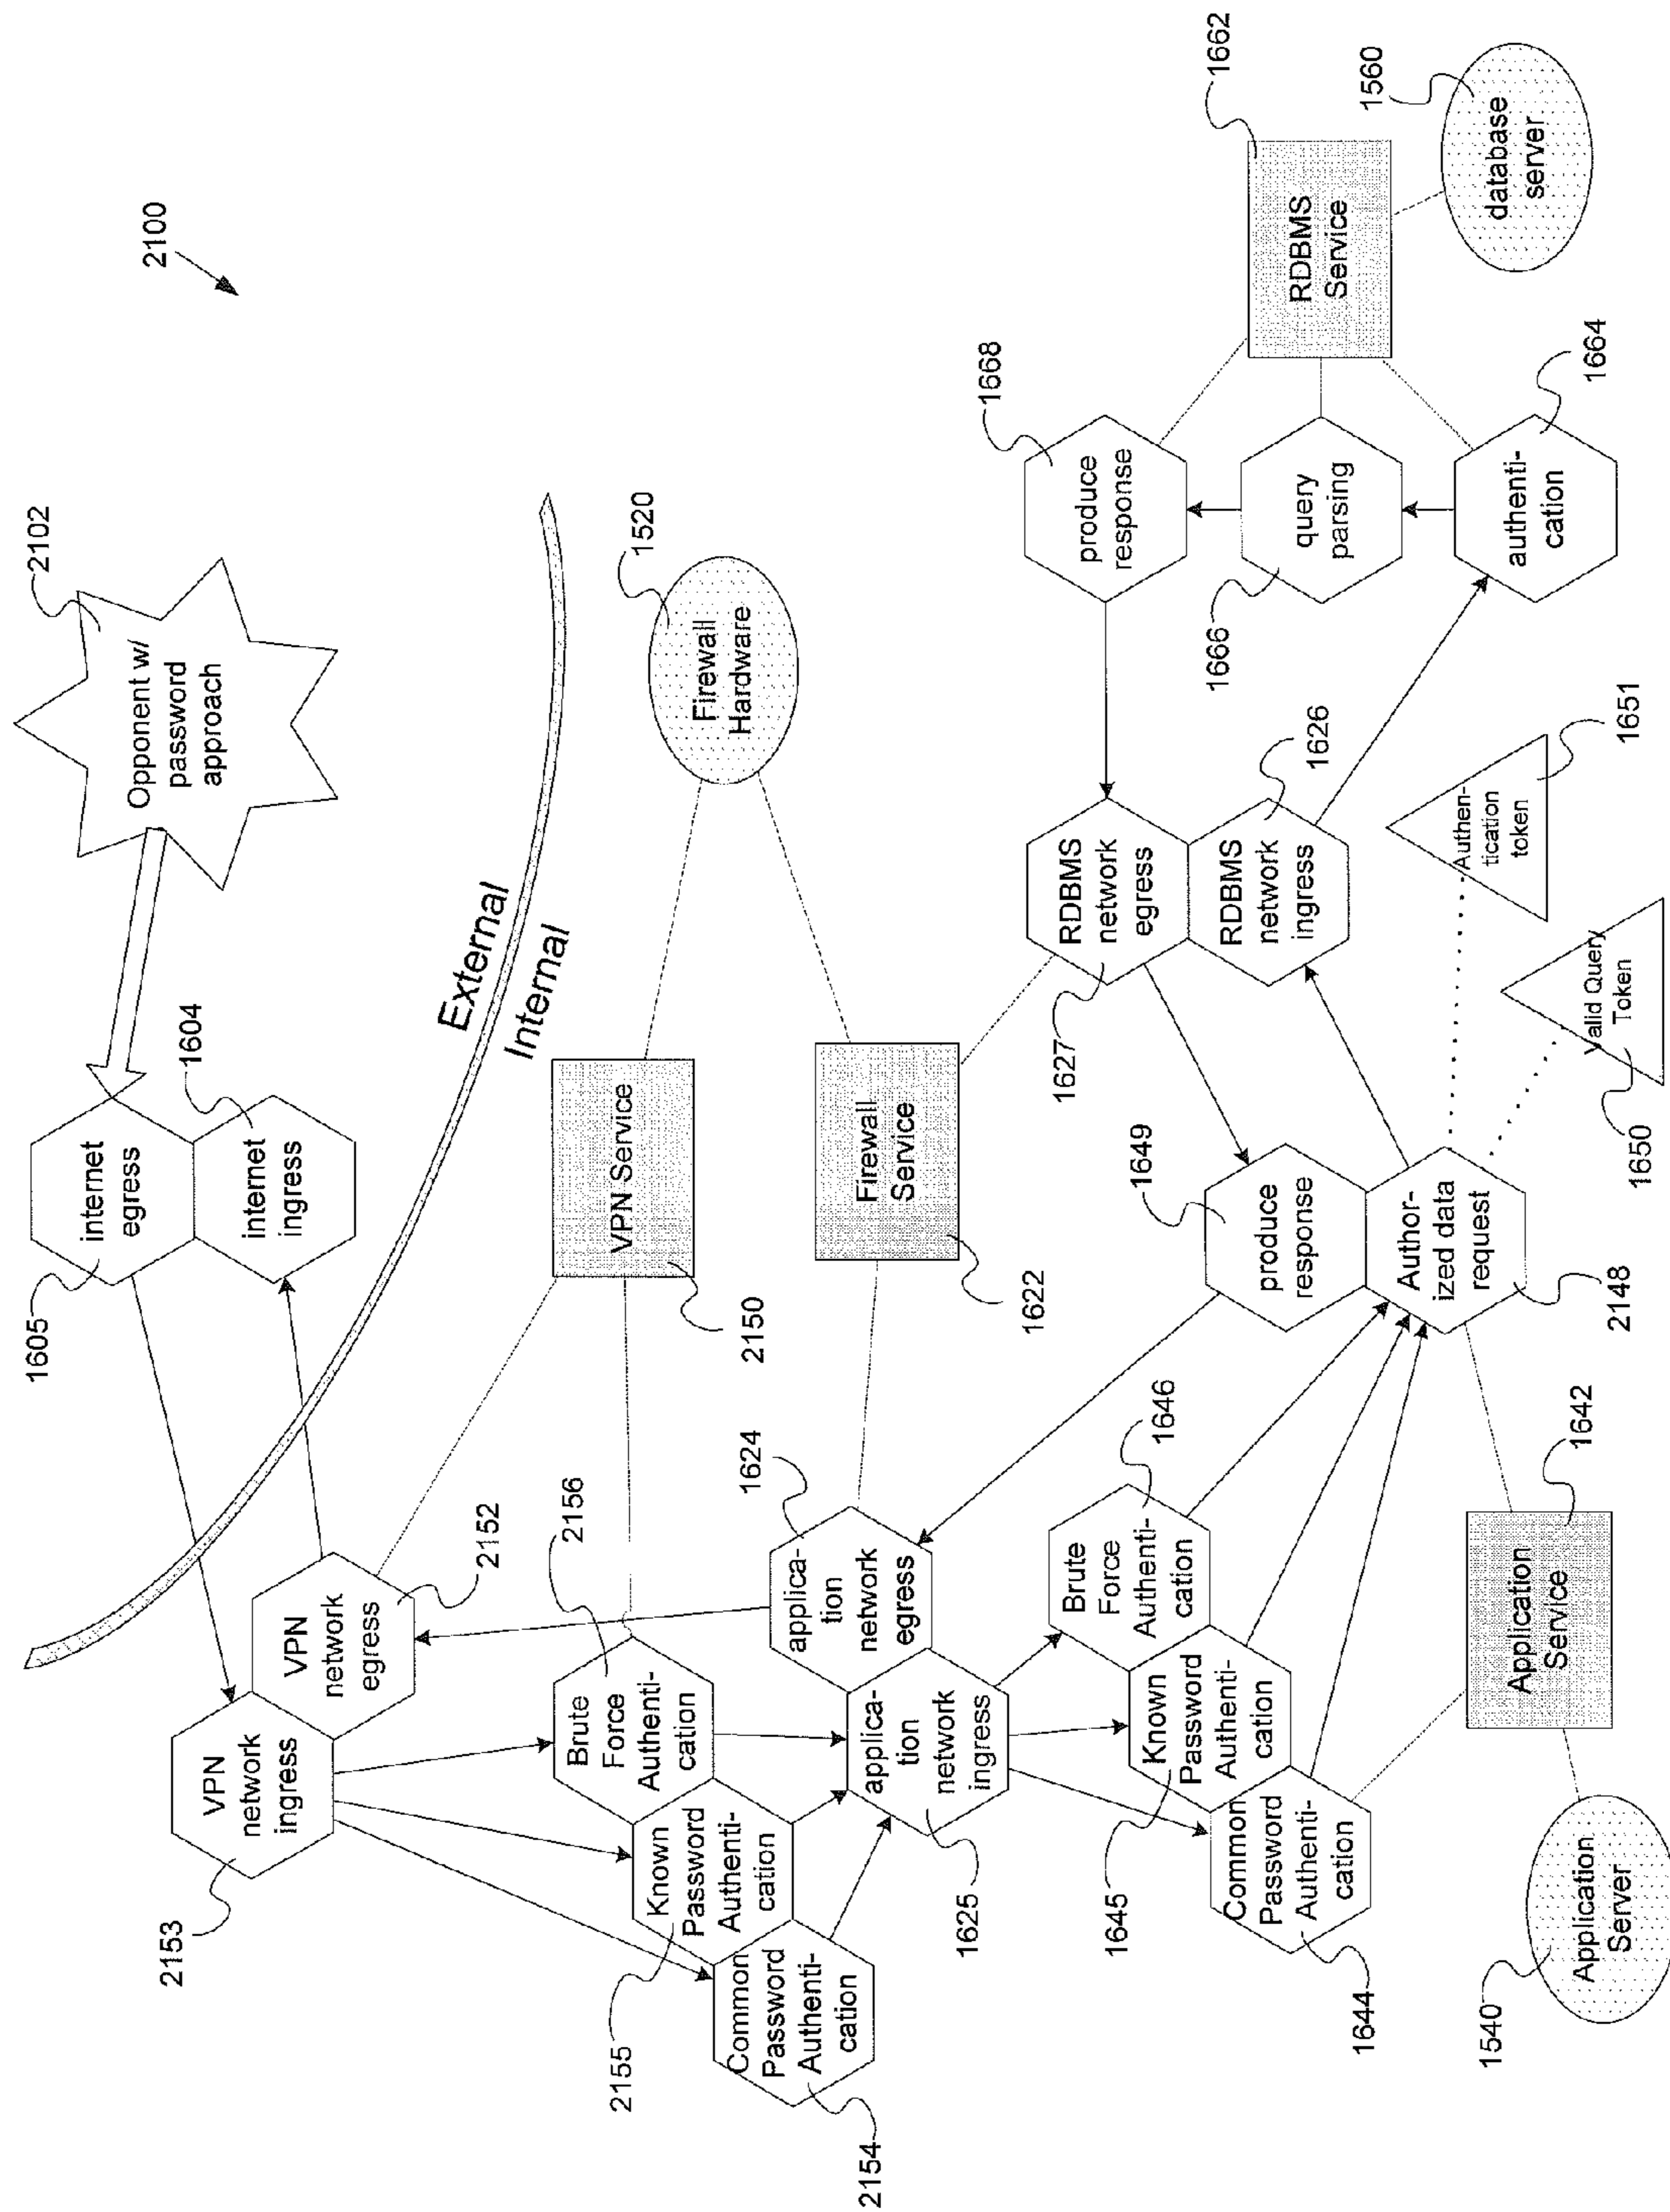 2100
2102
Opponent w/
password
approach
1605
internet
egress
1604
internet
ingress
External
Internal
2153
VPN
network
ingress
VPN
network
egress
2152
VPN Service
2150
Firewall
Hardware
1520
2156
Brute
Force
Authenti-
cation
2155
Known
Password
Authenti-
cation
2154
Common
Password
Authenti-
cation
1624
applica-
tion
network
egress
1625
applica-
tion
network
ingress
Firewall
Service
1622
1646
Brute
Force
Authenti-
cation
1645
Known
Password
Authenti-
cation
1644
Common
Password
Authenti-
cation
1649
produce
response
Author-
ized data
request
2148
1627
RDBMS
network
egress
RDBMS
network
ingress
1626
1668
produce
response
1666
query
parsing
1664
authenti-
cation
RDBMS
Service
1662
1560
database
server
Authen-
tication
token
1651
Valid Query
Token
1650
Application
Service
1642
1540
Application
Server